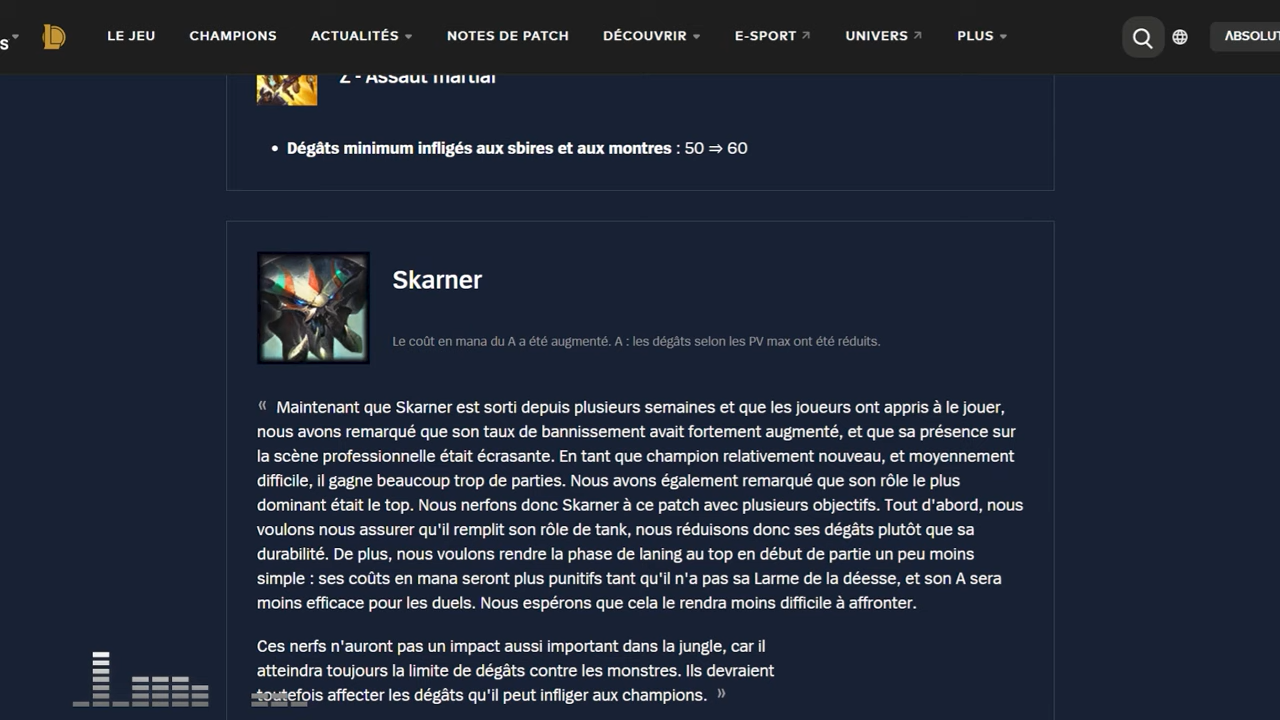 S
LE JEU CHAMPIONS ACTUALITÉS NOTES DE PATCH DÉCOUVRIR E-SPORT UNIVERS PLUS ABSOLUT
Z - Assaut martial
• Dégâts minimum infligés aux sbires et aux montres : 50 ⇒ 60
Skarner
Le coût en mana du A a été augmenté. A : les dégâts selon les PV max ont été réduits.
« Maintenant que Skarner est sorti depuis plusieurs semaines et que les joueurs ont appris à le jouer,
nous avons remarqué que son taux de bannissement avait fortement augmenté, et que sa présence sur
la scène professionnelle était écrasante. En tant que champion relativement nouveau, et moyennement
difficile, il gagne beaucoup trop de parties. Nous avons également remarqué que son rôle le plus
dominant était le top. Nous nerfons donc Skarner à ce patch avec plusieurs objectifs. Tout d'abord, nous
voulons nous assurer qu'il remplit son rôle de tank, nous réduisons donc ses dégâts plutôt que sa
durabilité. De plus, nous voulons rendre la phase de laning au top en début de partie un peu moins
simple : ses coûts en mana seront plus punitifs tant qu'il n'a pas sa Larme de la déesse, et son A sera
moins efficace pour les duels. Nous espérons que cela le rendra moins difficile à affronter.
Ces nerfs n'auront pas un impact aussi important dans la jungle, car il
atteindra toujours la limite de dégâts contre les monstres. Ils devraient
toutefois affecter les dégâts qu'il peut infliger aux champions. »